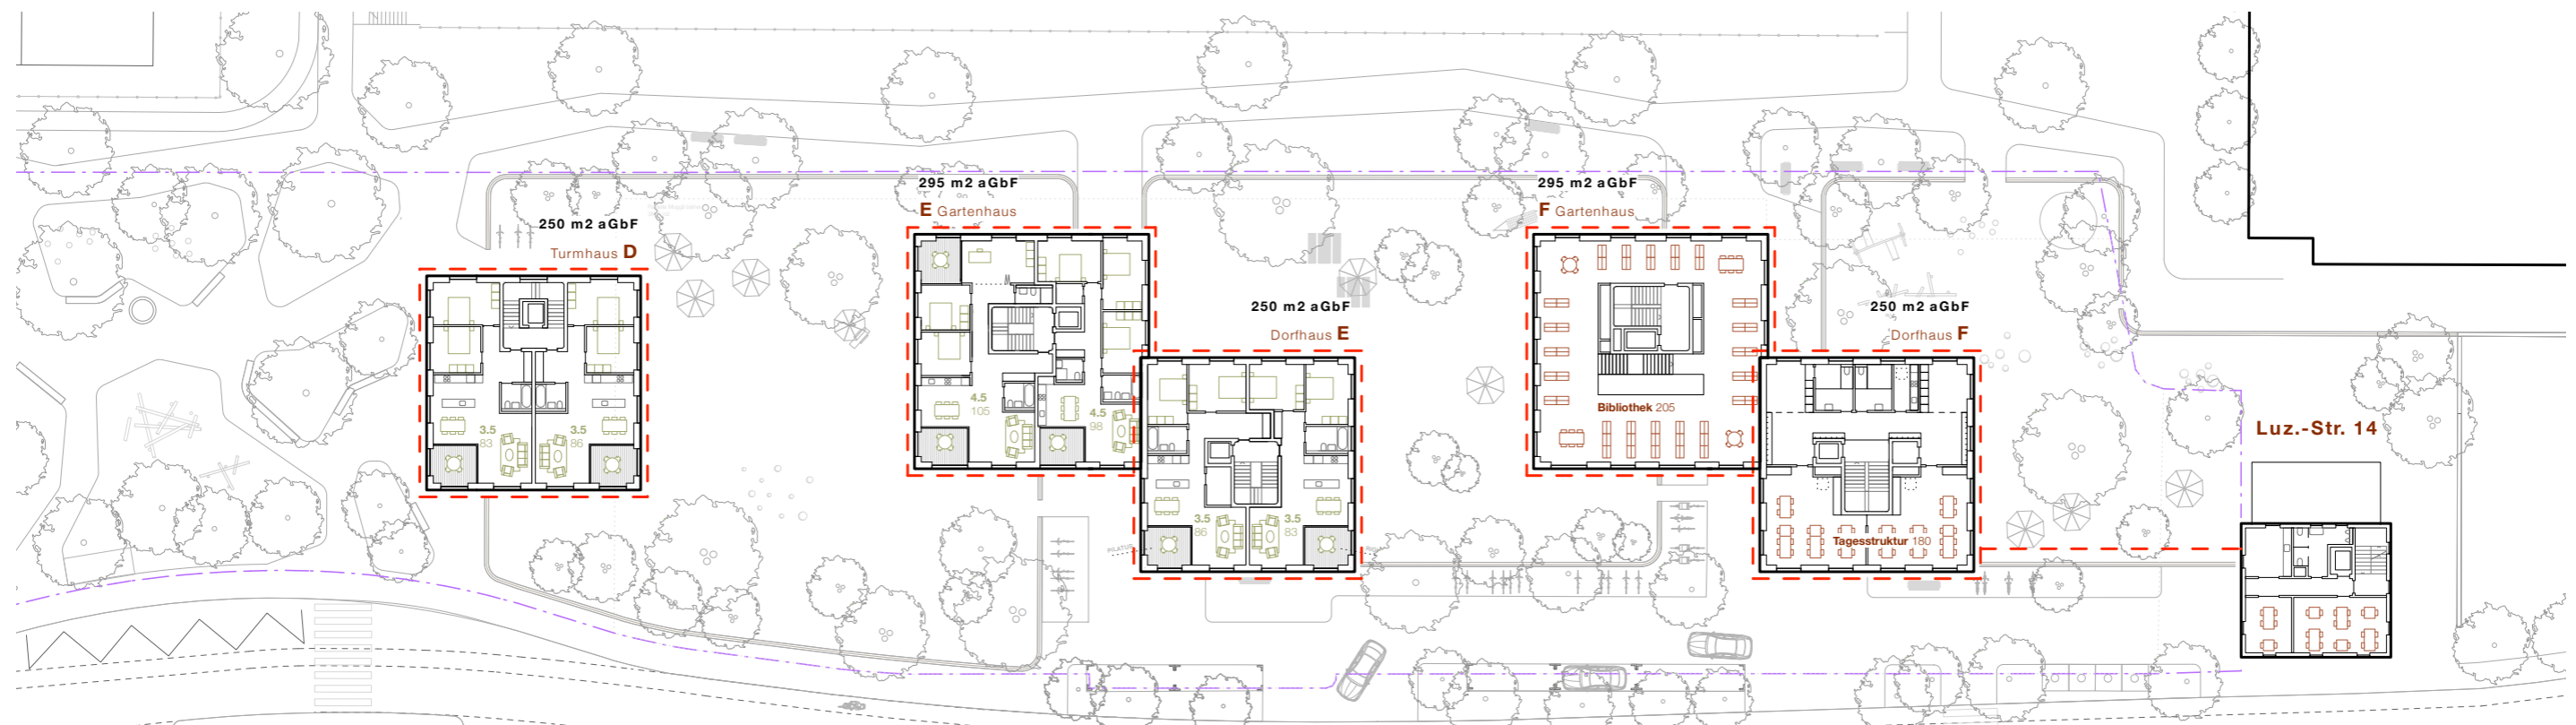 295 m2 aGbF
E Gartenhaus
295 m2 aGbF
F Gartenhaus
250 m2 aGbF
Turmhaus D
250 m2 aGbF
Dorfhaus E
250 m2 aGbF
Dorfhaus F
4.5
105
4.5
98
Bibliothek 205
3.5
83
3.5
86
Luz.-Str. 14
3.5
86
3.5
83
Tagesstruktur 180